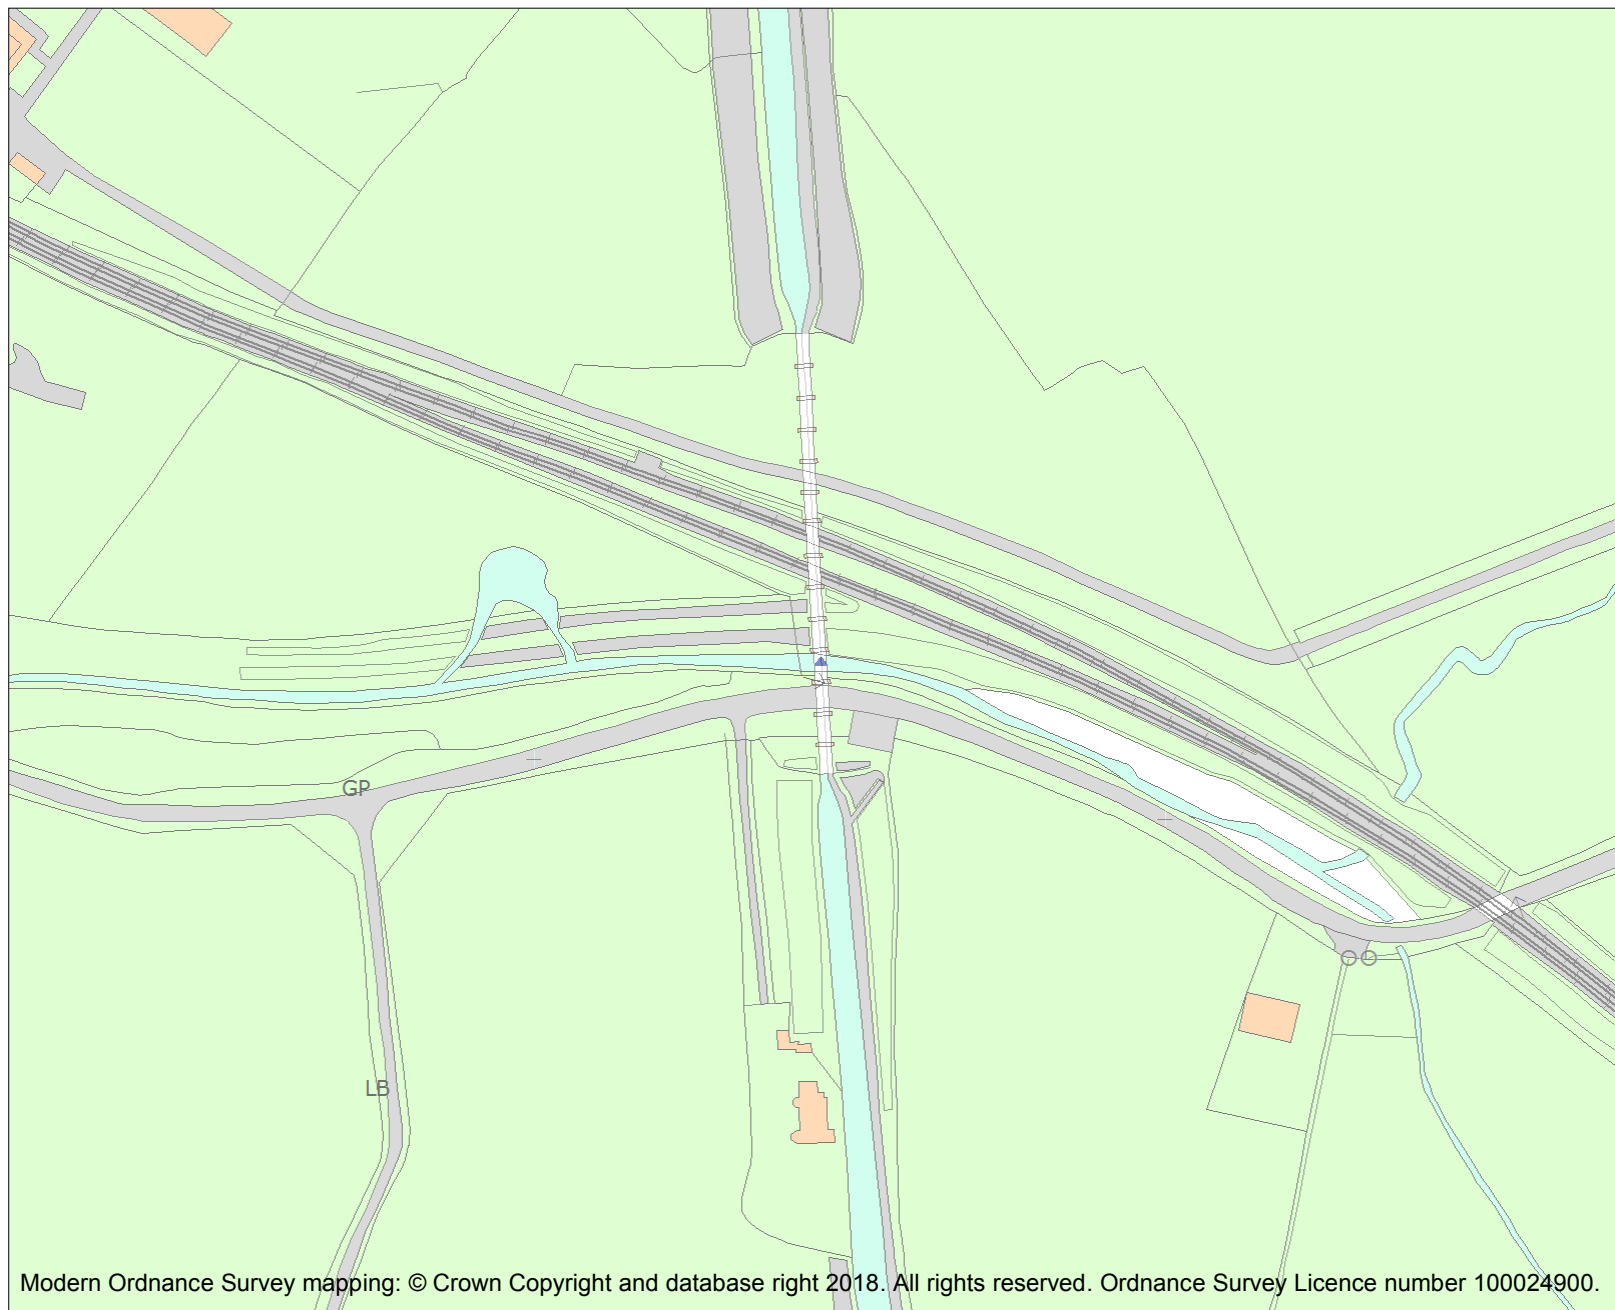 GP
LB
Modern Ordnance Survey mapping: © Crown Copyright and database right 2018. All rights reserved. Ordnance Survey Licence number 100024900.